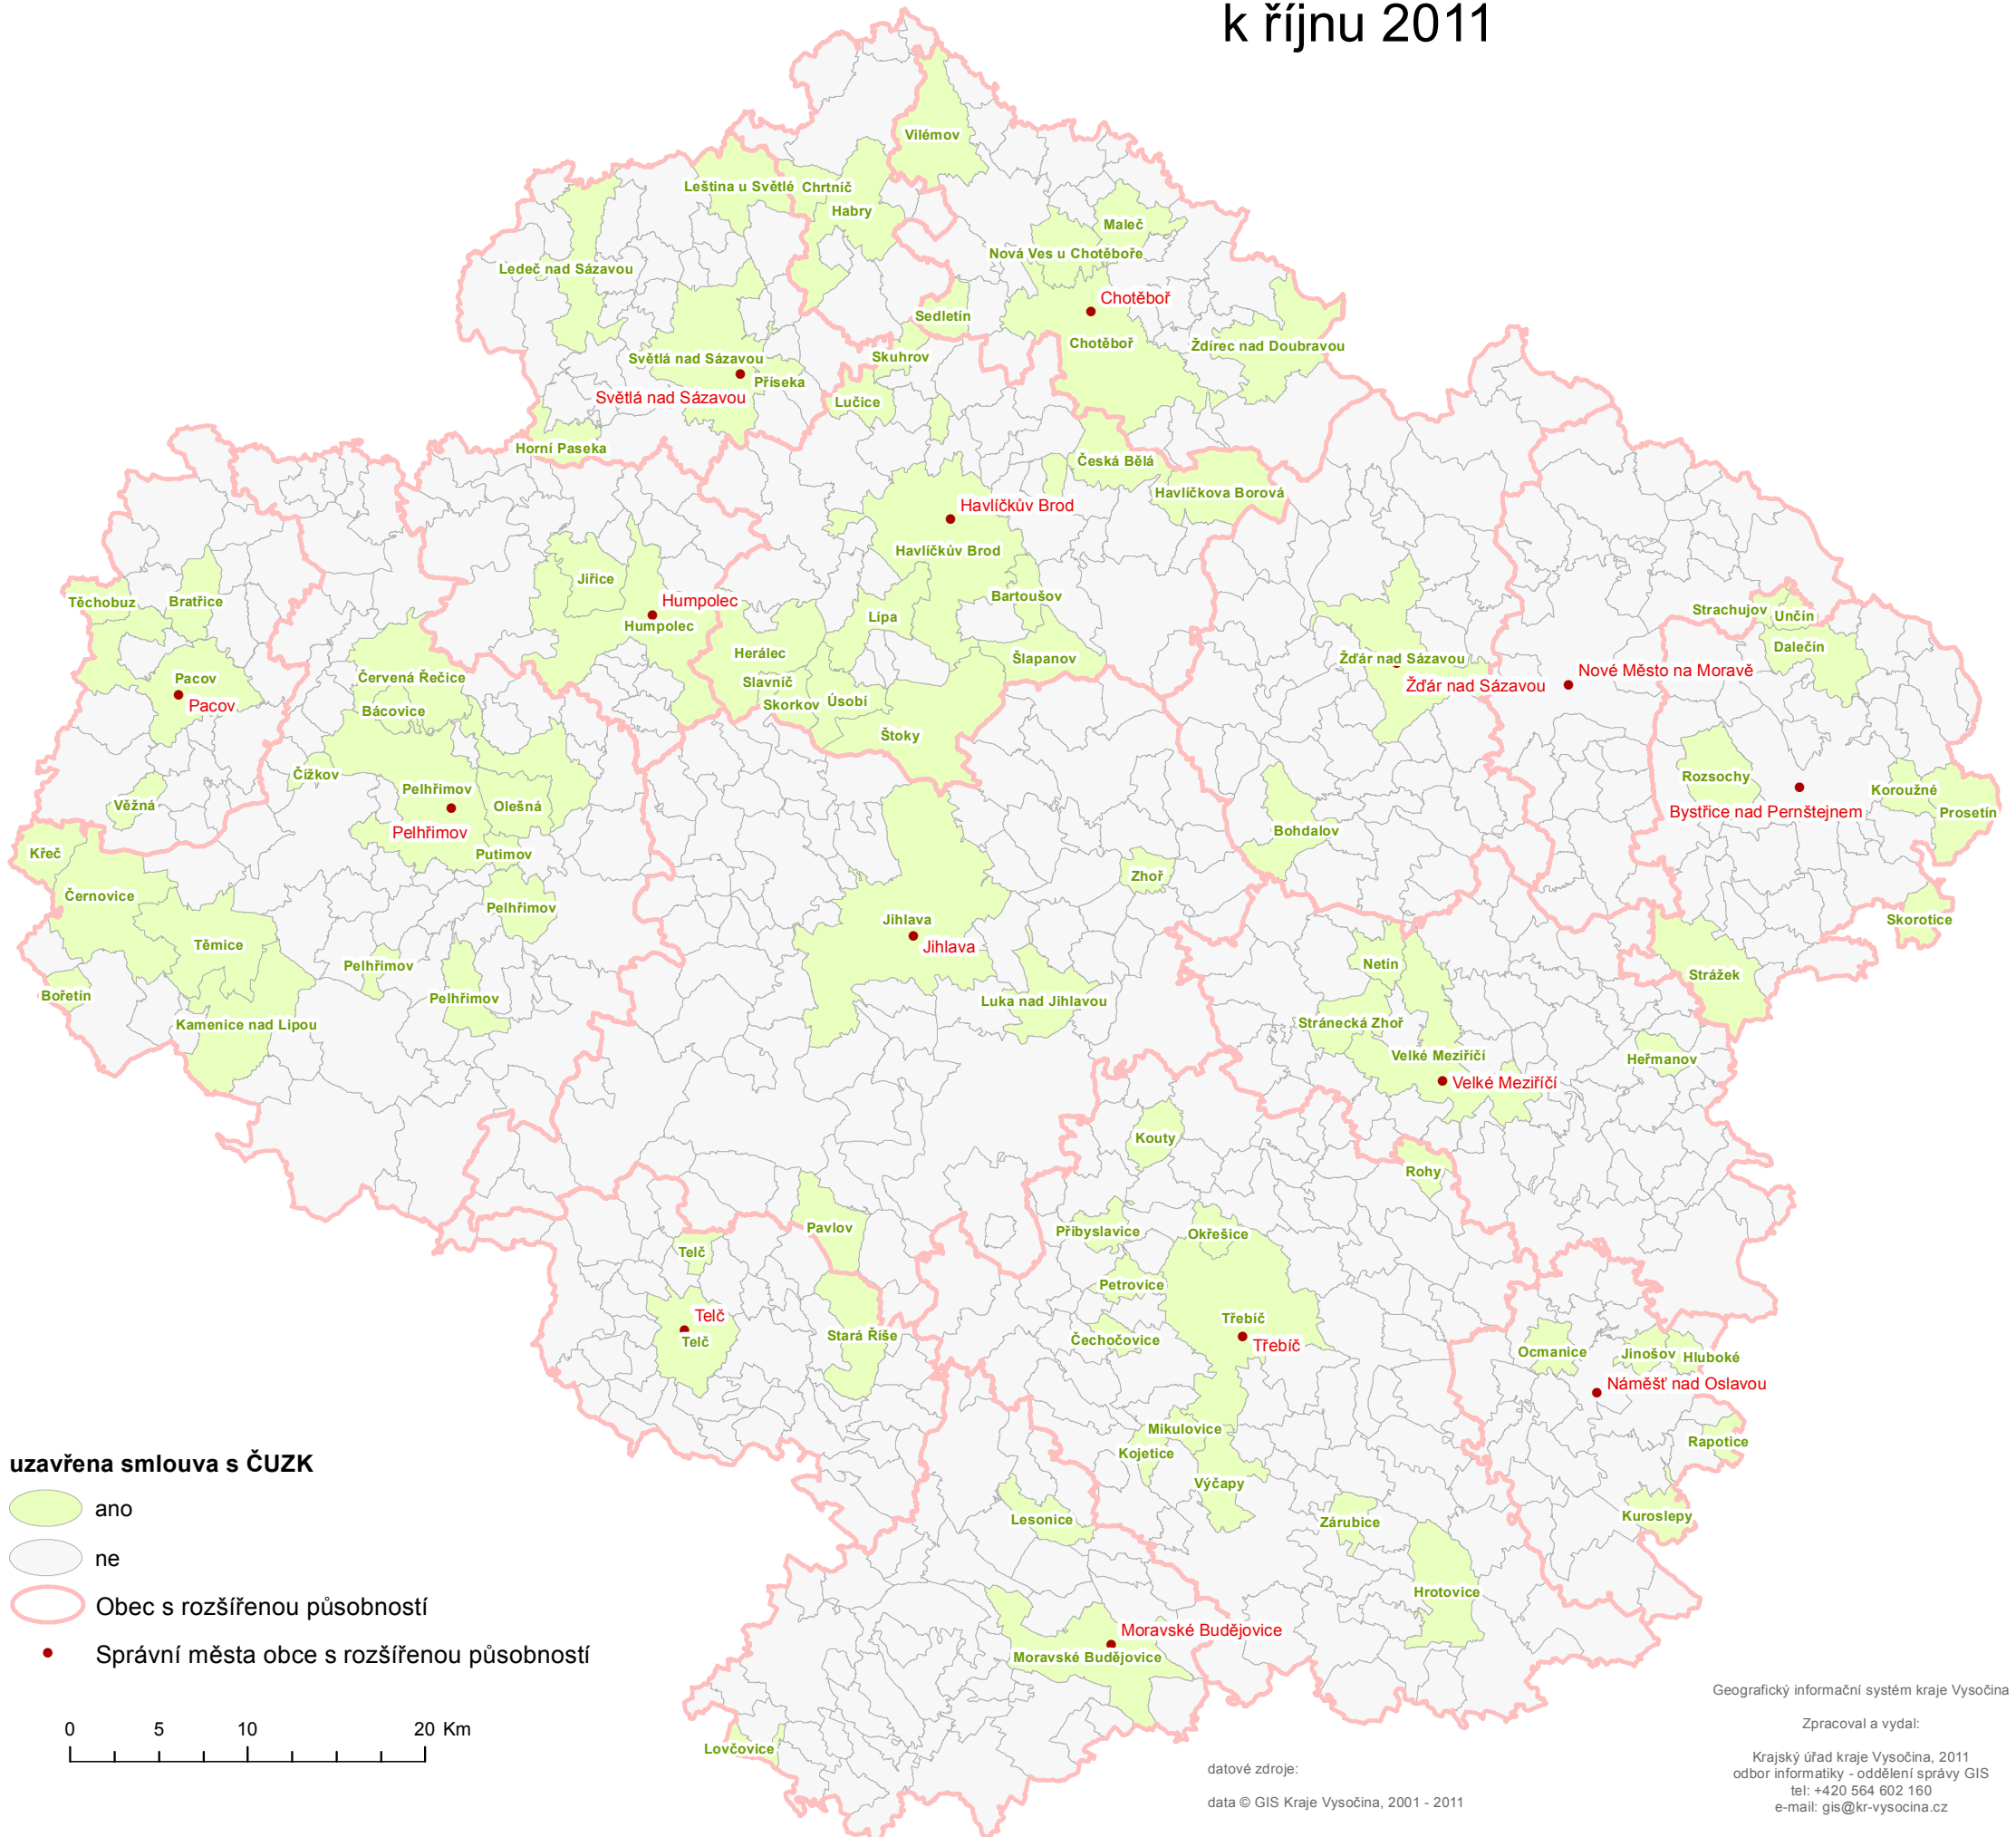 k říjnu 2011
Vilémov
Leština u Světlé
Chrtníč
Habry
Maleč
Nová Ves u Chotěboře
Ledeč nad Sázavou
Chotěboř
Sedletín
Chotěboř
Ždírec nad Doubravou
Světlá nad Sázavou
Skuhrov
Příseka
Světlá nad Sázavou
Lučice
Horní Paseka
Česká Bělá
Havlíčkova Borová
Havlíčkův Brod
Havlíčkův Brod
Jiřice
Těchobuz
Bratřice
Humpolec
Humpolec
Bartoušov
Lípa
Strachujov
Unčín
Dalečín
Herálec
Šlapanov
Žďár nad Sázavou
Žďár nad Sázavou
Nové Město na Moravě
Pacov
Pacov
Červená Řečice
Bácovice
Slavníč
Skorkov
Úsobí
Štoky
Čížkov
Věžná
Pelhřimov
Olešná
Pelhřimov
Putimov
Rozsochy
Koroužné
Bystřice nad Pernštejnem
Prosetín
Bohdalov
Křeč
Černovice
Zhoř
Pelhřimov
Jihlava
Jihlava
Skorotice
Těmice
Pelhřimov
Netín
Strážek
Bořetín
Pelhřimov
Luka nad Jihlavou
Kamenice nad Lipou
Stránecká Zhoř
Velké Meziříčí
Heřmanov
Velké Meziříčí
Kouty
Rohy
Pavlov
Přibyslavice
Okřešice
Telč
Petrovice
Telč
Telč
Stará Říše
Třebíč
Třebíč
Čechočovice
Ocmanice
Jinošov
Hluboké
Náměšť nad Oslavou
Mikulovice
Kojetice
Rapotice
Výčapy
Lesonice
Zárubice
Kuroslepy
Hrotovice
Moravské Budějovice
Moravské Budějovice
Lovčovice
uzavřena smlouva s ČUZK
ano
ne
Obec s rozšířenou působností
Správní města obce s rozšířenou působností
0 5 10 20 Km
datové zdroje:
data © GIS Kraje Vysočina, 2001 - 2011
Geografický informační systém kraje Vysočina
Zpracoval a vydal:
Krajský úřad kraje Vysočina, 2011
odbor informatiky - oddělení správy GIS
tel: +420 564 602 160
e-mail: gis@kr-vysocina.cz